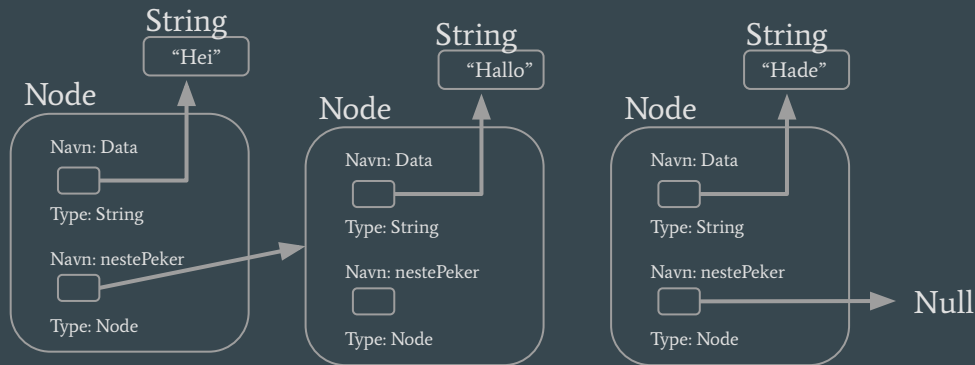 String
“Hei”
Node
Navn: Data
Type: String
Navn: nestePeker
Type: Node
String
“Hallo”
Node
Navn: Data
Type: String
Navn: nestePeker
Type: Node
String
“Hade”
Node
Navn: Data
Type: String
Navn: nestePeker
Type: Node
Null